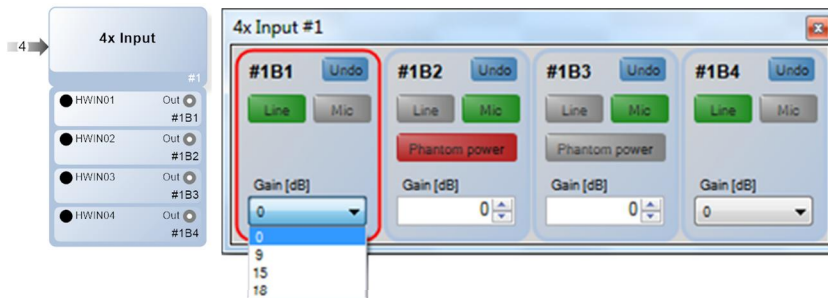 4
4x Input
#1
HWIN01 Out
#1B1
HWIN02 Out
#1B2
HWIN03 Out
#1B3
HWIN04 Out
#1B4
4x Input #1
#1B1 Undo
Line Mic
Gain [dB]
0
0
9
15
18
#1B2 Undo
Line Mic
Phantom power
Gain [dB]
0
#1B3 Undo
Line Mic
Phantom power
Gain [dB]
0
#1B4 Undo
Line Mic
Gain [dB]
0